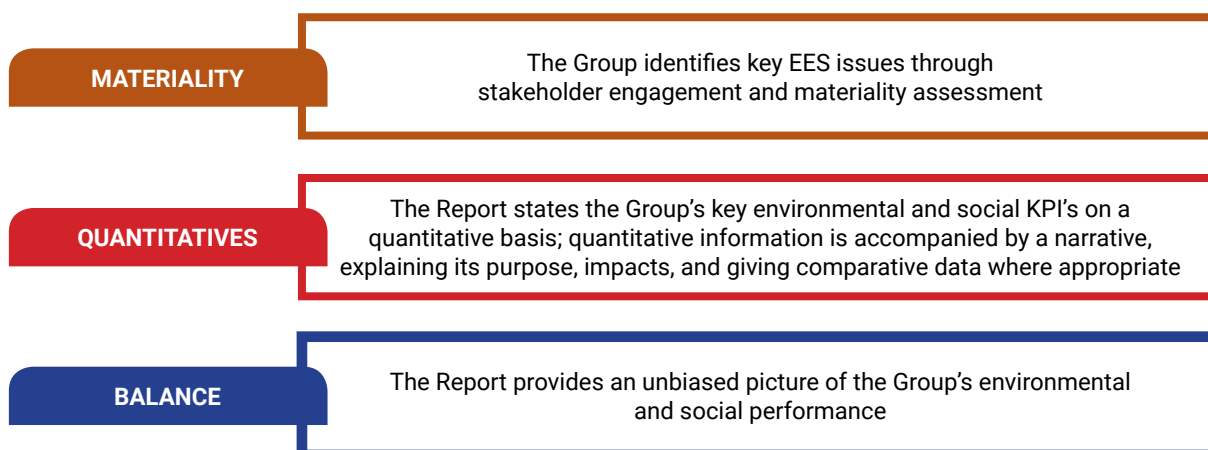 MATERIALITY
The Group identifies key EES issues through
stakeholder engagement and materiality assessment
QUANTITATIVES
The Report states the Group’s key environmental and social KPI’s on a
quantitative basis; quantitative information is accompanied by a narrative,
explaining its purpose, impacts, and giving comparative data where appropriate
BALANCE
The Report provides an unbiased picture of the Group’s environmental
and social performance